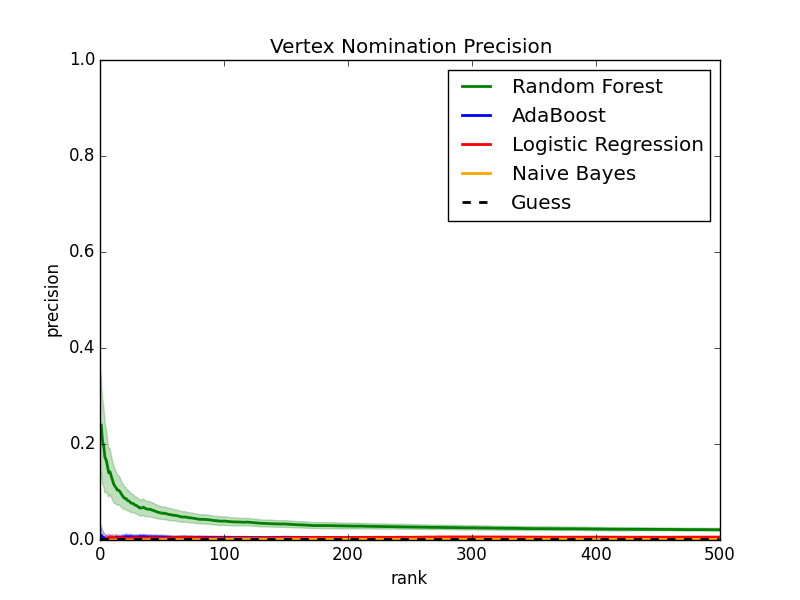 Vertex Nomination Precision
1.0
0.8
0.6
0.4
0.2
0.0
precision
Random Forest
AdaBoost
Logistic Regression
Naive Bayes
Guess
0 100 200 300 400 500
rank